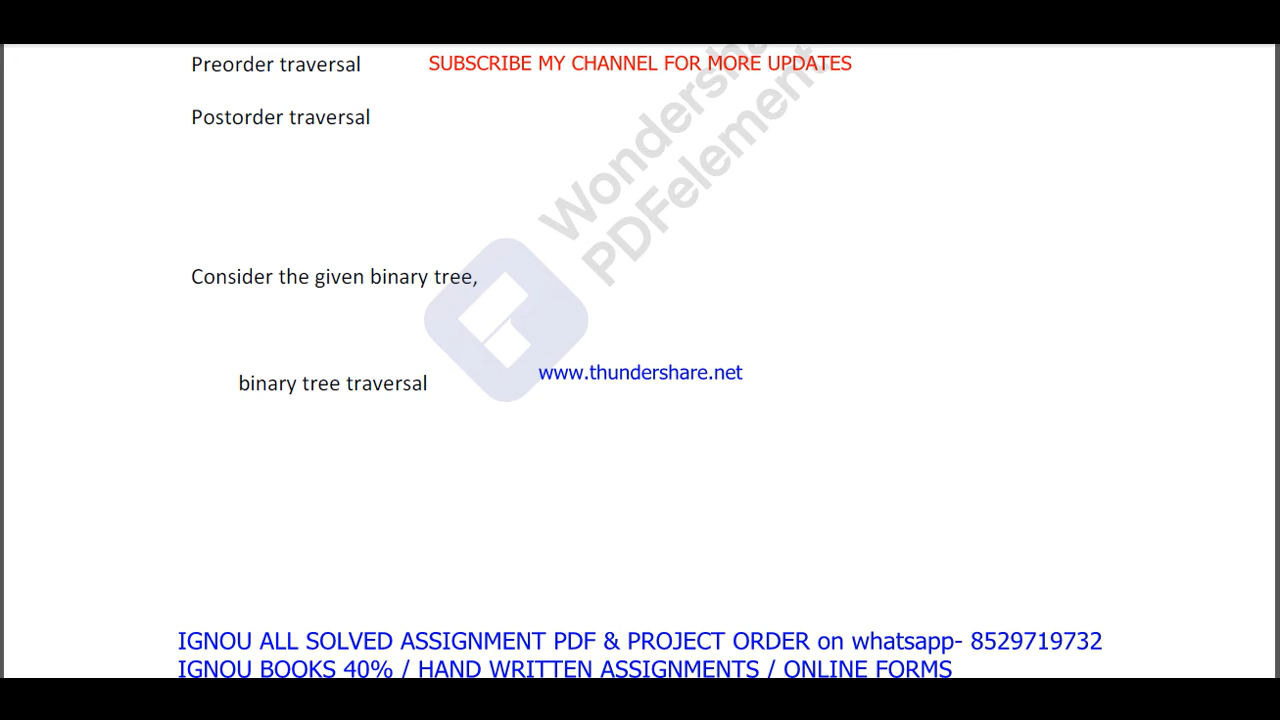 Preorder traversal
SUBSCRIBE MY CHANNEL FOR MORE UPDATES
Postorder traversal
Wondershare
PDFelement
Consider the given binary tree,
www.thundershare.net
binary tree traversal
IGNOU ALL SOLVED ASSIGNMENT PDF & PROJECT ORDER on whatsapp- 8529719732
IGNOU BOOKS 40% / HAND WRITTEN ASSIGNMENTS / ONLINE FORMS